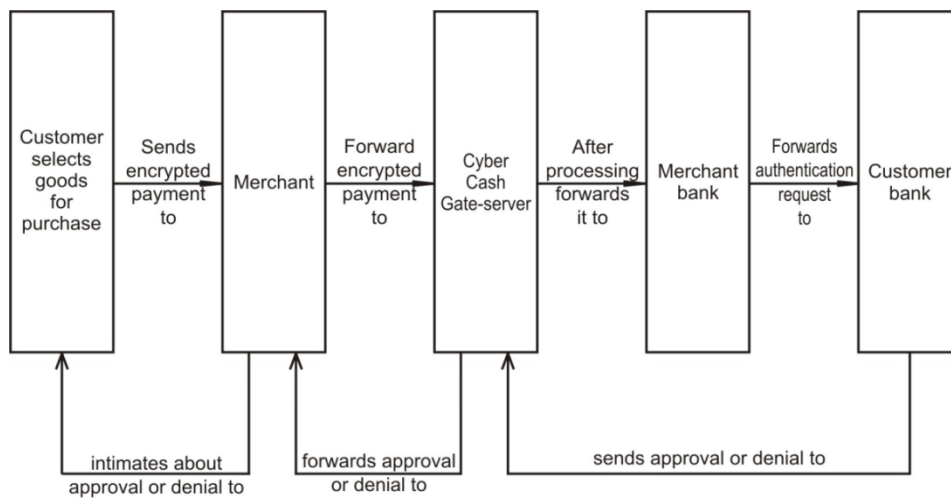 Customer
selects
goods
for
purchase
Sends
encrypted
payment
to
Merchant
Forward
encrypted
payment
to
Cyber
Cash
Gate-server
After
processing
forwards
it to
Merchant
bank
Forwards
authentication
request
to
Customer
bank
intimates about
approval or denial to
forwards approval
or denial to
sends approval or denial to